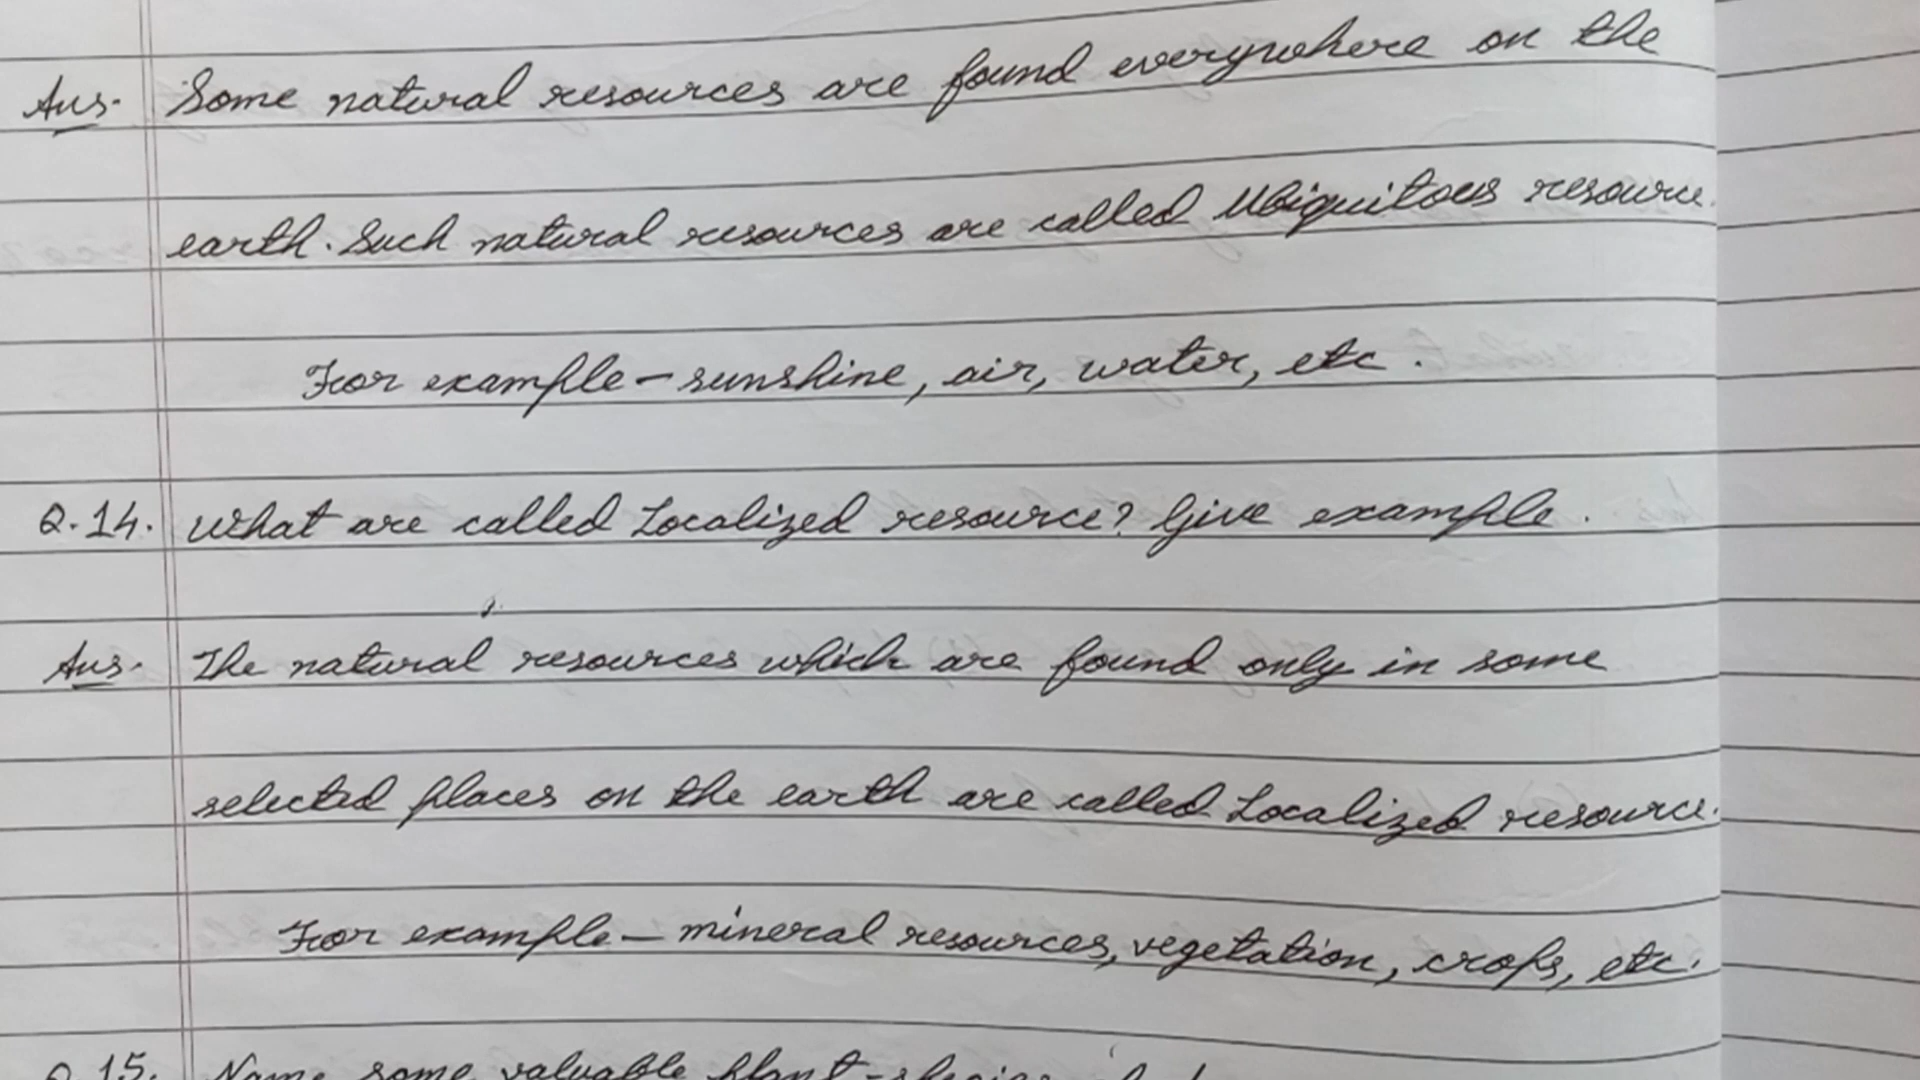 Ans. Some natural resources are found everywhere on the
earth. Such natural resources are called Ubiquitous resource.
For example - sunshine, air, water, etc.
Q.14. What are called Localized resource? Give example.
Ans. The natural resources which are found only in some
selected places on the earth are called Localized resource.
For example - mineral resources, vegetation, crops, etc.
Q.15. Name some valuable plant-species